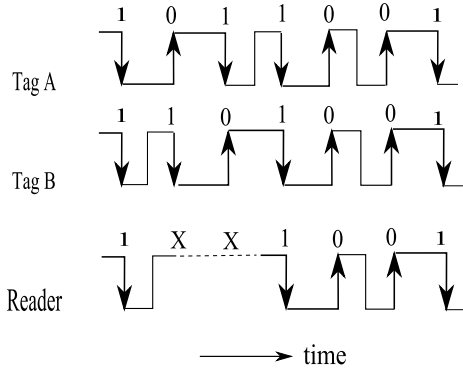 1 0 1 1 0 0 1
Tag A
1 1 0 1 0 0 1
Tag B
1 X X 1 0 0 1
Reader
time